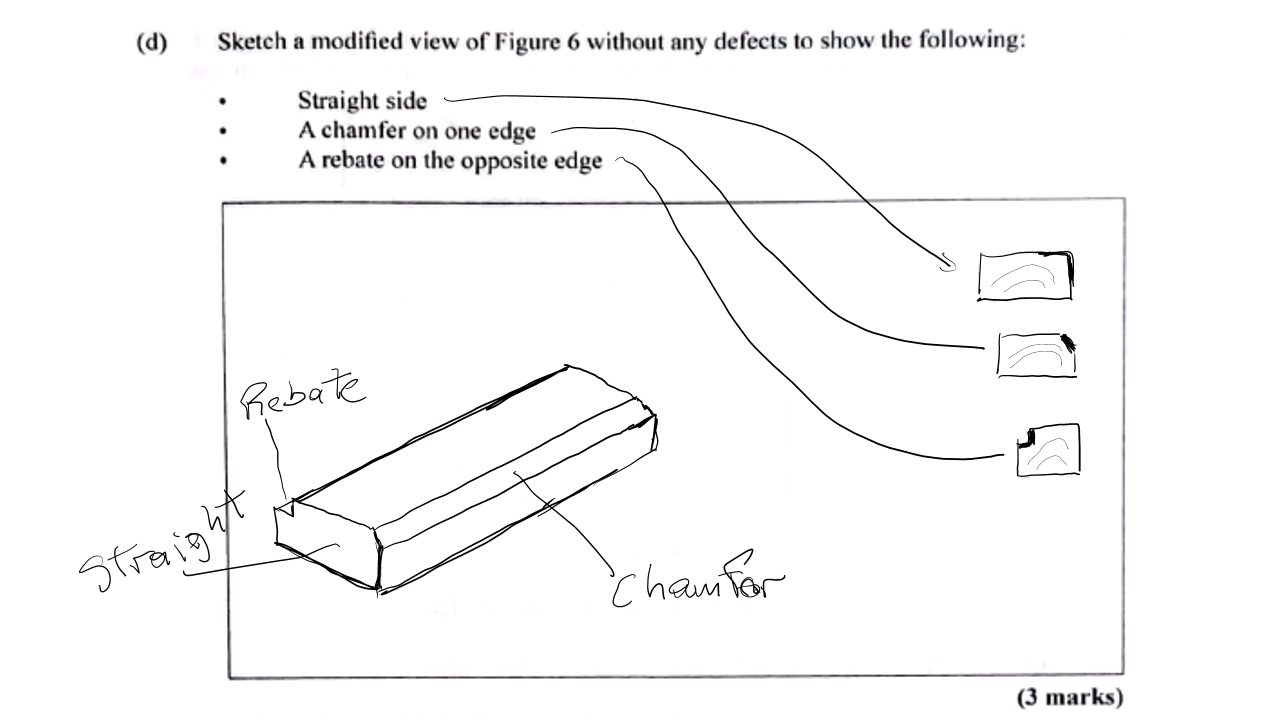 (d) Sketch a modified view of Figure 6 without any defects to show the following:
• Straight side
• A chamfer on one edge
• A rebate on the opposite edge
Rebate
Straight
Chamfer
(3 marks)